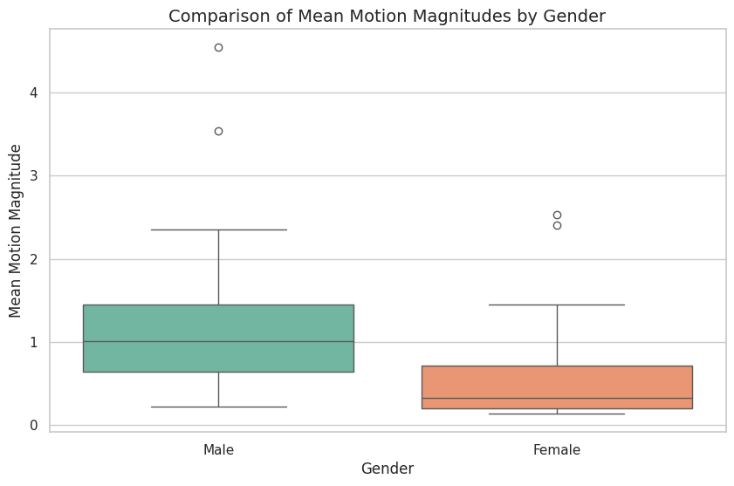 Comparison of Mean Motion Magnitudes by Gender
Mean Motion Magnitude
4
3
2
1
0
Male
Female
Gender